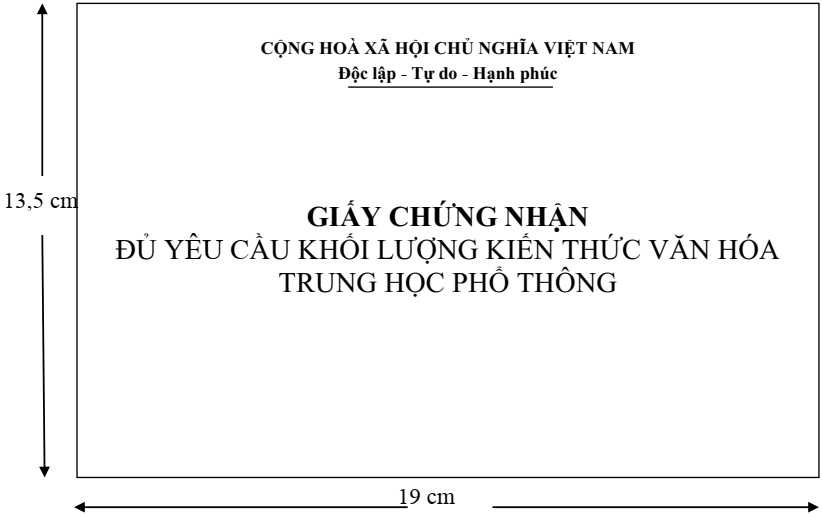 CỘNG HOÀ XÃ HỘI CHỦ NGHĨA VIỆT NAM
Độc lập - Tự do - Hạnh phúc
13,5 cm
GIẤY CHỨNG NHẬN
ĐỦ YÊU CẦU KHỐI LƯỢNG KIẾN THỨC VĂN HÓA
TRUNG HỌC PHỔ THÔNG
19 cm